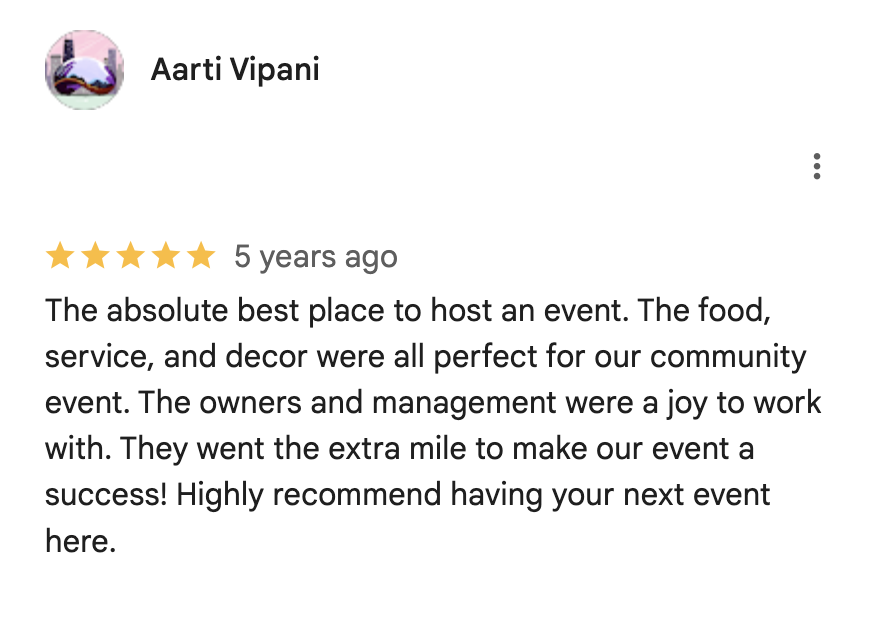 Aarti Vipani
5 years ago
The absolute best place to host an event. The food,
service, and decor were all perfect for our community
event. The owners and management were a joy to work
with. They went the extra mile to make our event a
success! Highly recommend having your next event
here.